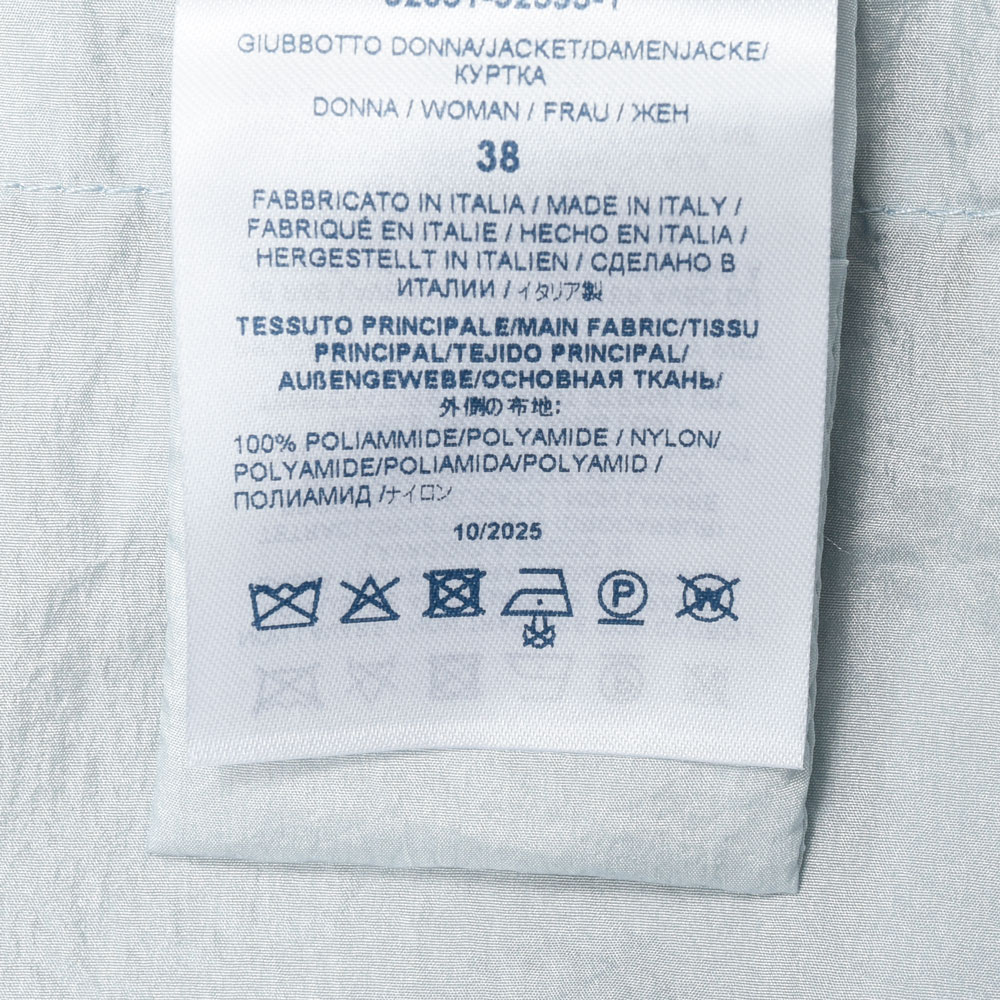 GIUBBOTTO DONNA/JACKET/DAMENJACKE/
КУРТКА
DONNA / WOMAN / FRAU / ЖЕН
38
FABBRICATO IN ITALIA / MADE IN ITALY /
FABRIQUÉ EN ITALIE / HECHO EN ITALIA /
HERGESTELLT IN ITALIEN / СДЕЛАНО В
ИТАЛИИ / イタリア製
TESSUTO PRINCIPALE/MAIN FABRIC/TISSU
PRINCIPAL/TEJIDO PRINCIPAL/
AUßENGEWEBE/ОСНОВНАЯ ТКАНЬ/
外側の布地:
100% POLIAMMIDE/POLYAMIDE / NYLON/
POLYAMIDE/POLIAMIDA/POLYAMID /
ПОЛИАМИД /ナイロン
10/2025
P
W